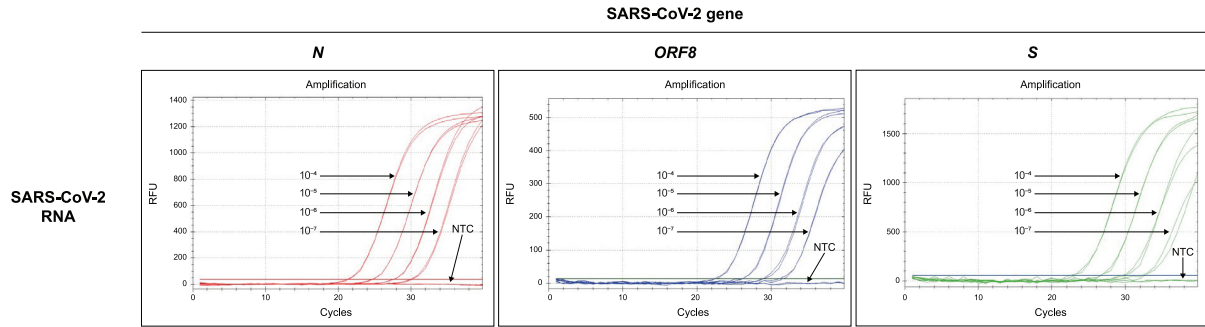 SARS-CoV-2 gene
N ORF8 S
SARS-CoV-2
RNA
Amplification
RFU
1400
1200
1000
800
600
400
200
0
10⁻⁴
10⁻⁵
10⁻⁶
10⁻⁷
NTC
0 10 20 30
Cycles
Amplification
RFU
500
400
300
200
100
0
10⁻⁴
10⁻⁵
10⁻⁶
10⁻⁷
NTC
0 10 20 30
Cycles
Amplification
RFU
1500
1000
500
0
10⁻⁴
10⁻⁵
10⁻⁶
10⁻⁷
NTC
0 10 20 30
Cycles